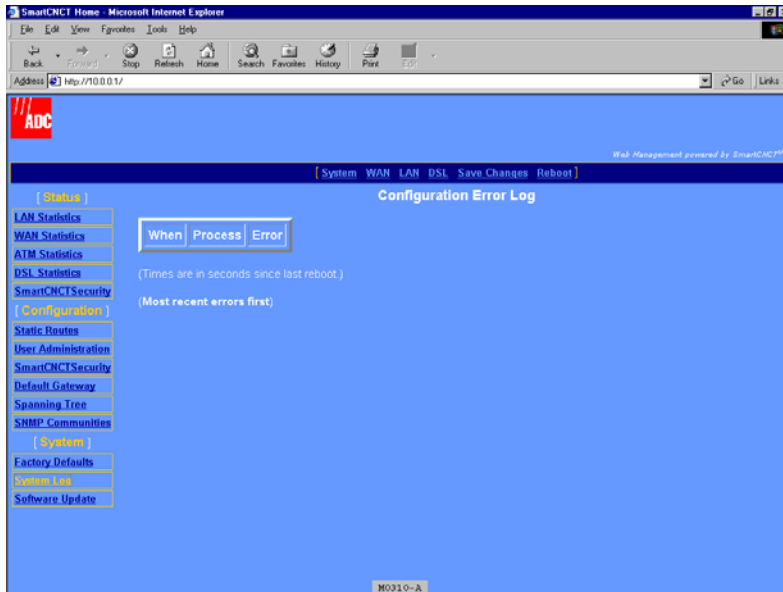 SmartCNCT Home - Microsoft Internet Explorer
File Edit View Favorites Tools Help
Back Forward Stop Refresh Home Search Favorites History Print Edit
Address http://10.0.0.1/ Go Links
ADC
Web Management powered by SmartCNCT
[ System WAN LAN DSL Save Changes Reboot ]
[ Status ]
LAN Statistics
WAN Statistics
ATM Statistics
DSL Statistics
SmartCNCTSecurity
[ Configuration ]
Static Routes
User Administration
SmartCNCTSecurity
Default Gateway
Spanning Tree
SNMP Communities
[ System ]
Factory Defaults
System Log
Software Update
Configuration Error Log
When Process Error
(Times are in seconds since last reboot.)
(Most recent errors first)
M0310-A